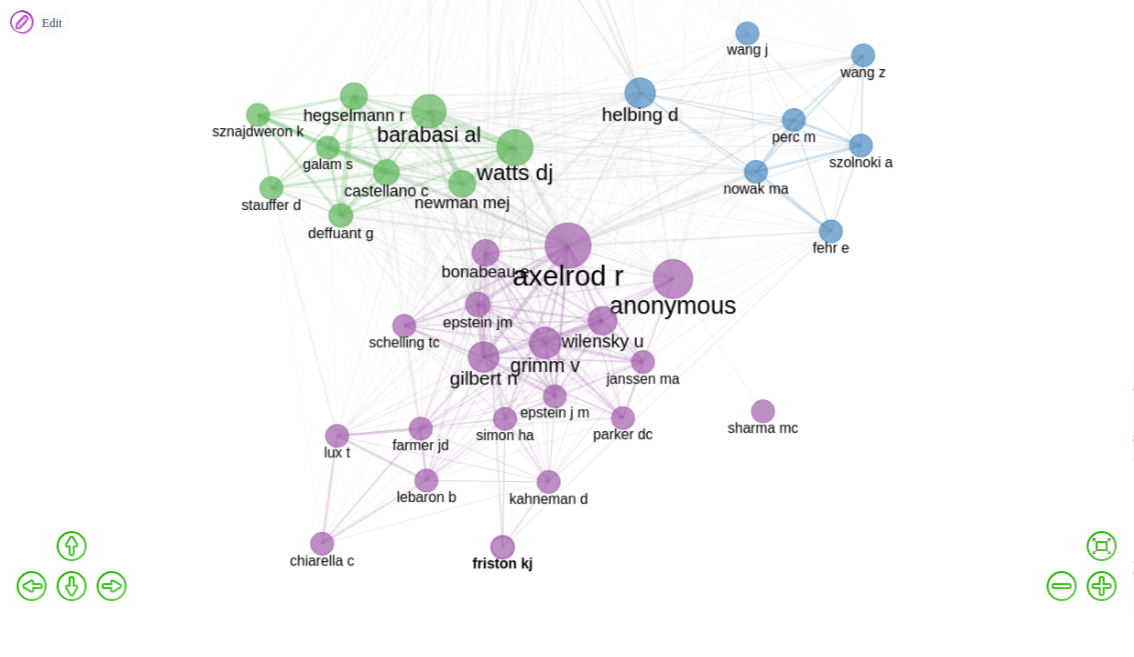 Edit
wang j
wang z
hegselmann r
helbing d
sznajdweron k
barabasi al
perc m
galam s
szolnoki a
watts dj
castellano c
nowak ma
newman mej
stauffer d
deffuant g
fehr e
bonabeau e
axelrod r
anonymous
epstein jm
schelling tc
wilensky u
grimm v
gilbert n
janssen ma
epstein j m
sharma mc
simon ha
parker dc
farmer jd
lux t
lebaron b
kahneman d
chiarella c
friston kj